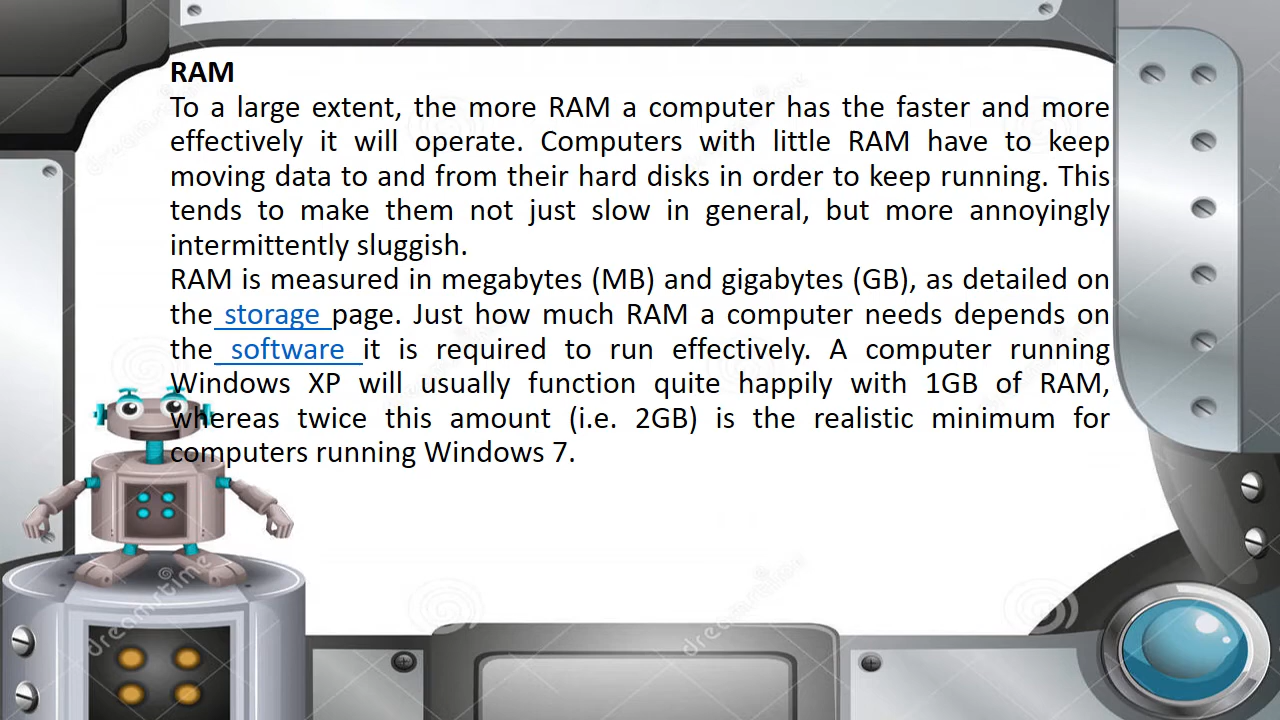 RAM
To a large extent, the more RAM a computer has the faster and more
effectively it will operate. Computers with little RAM have to keep
moving data to and from their hard disks in order to keep running. This
tends to make them not just slow in general, but more annoyingly
intermittently sluggish.
RAM is measured in megabytes (MB) and gigabytes (GB), as detailed on
the storage page. Just how much RAM a computer needs depends on
the software it is required to run effectively. A computer running
Windows XP will usually function quite happily with 1GB of RAM,
whereas twice this amount (i.e. 2GB) is the realistic minimum for
computers running Windows 7.
dreamstime
dreamstime